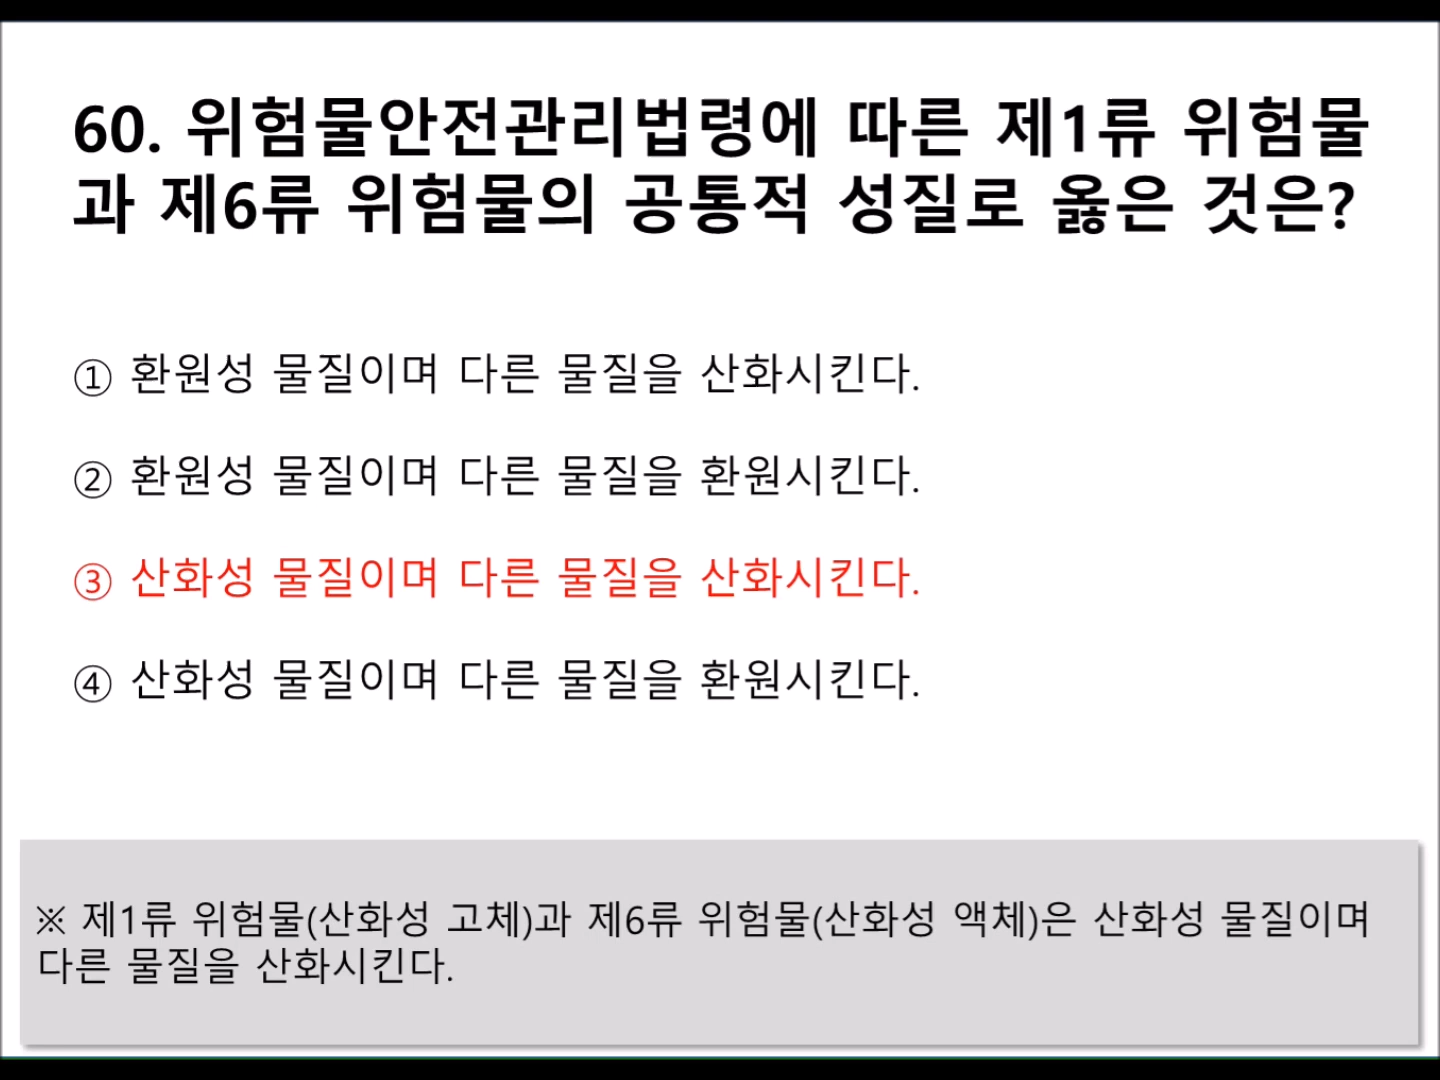 60. 위험물안전관리법령에 따른 제1류 위험물
과 제6류 위험물의 공통적 성질로 옳은 것은?
① 환원성 물질이며 다른 물질을 산화시킨다.
② 환원성 물질이며 다른 물질을 환원시킨다.
③ 산화성 물질이며 다른 물질을 산화시킨다.
④ 산화성 물질이며 다른 물질을 환원시킨다.
※ 제1류 위험물(산화성 고체)과 제6류 위험물(산화성 액체)은 산화성 물질이며
다른 물질을 산화시킨다.